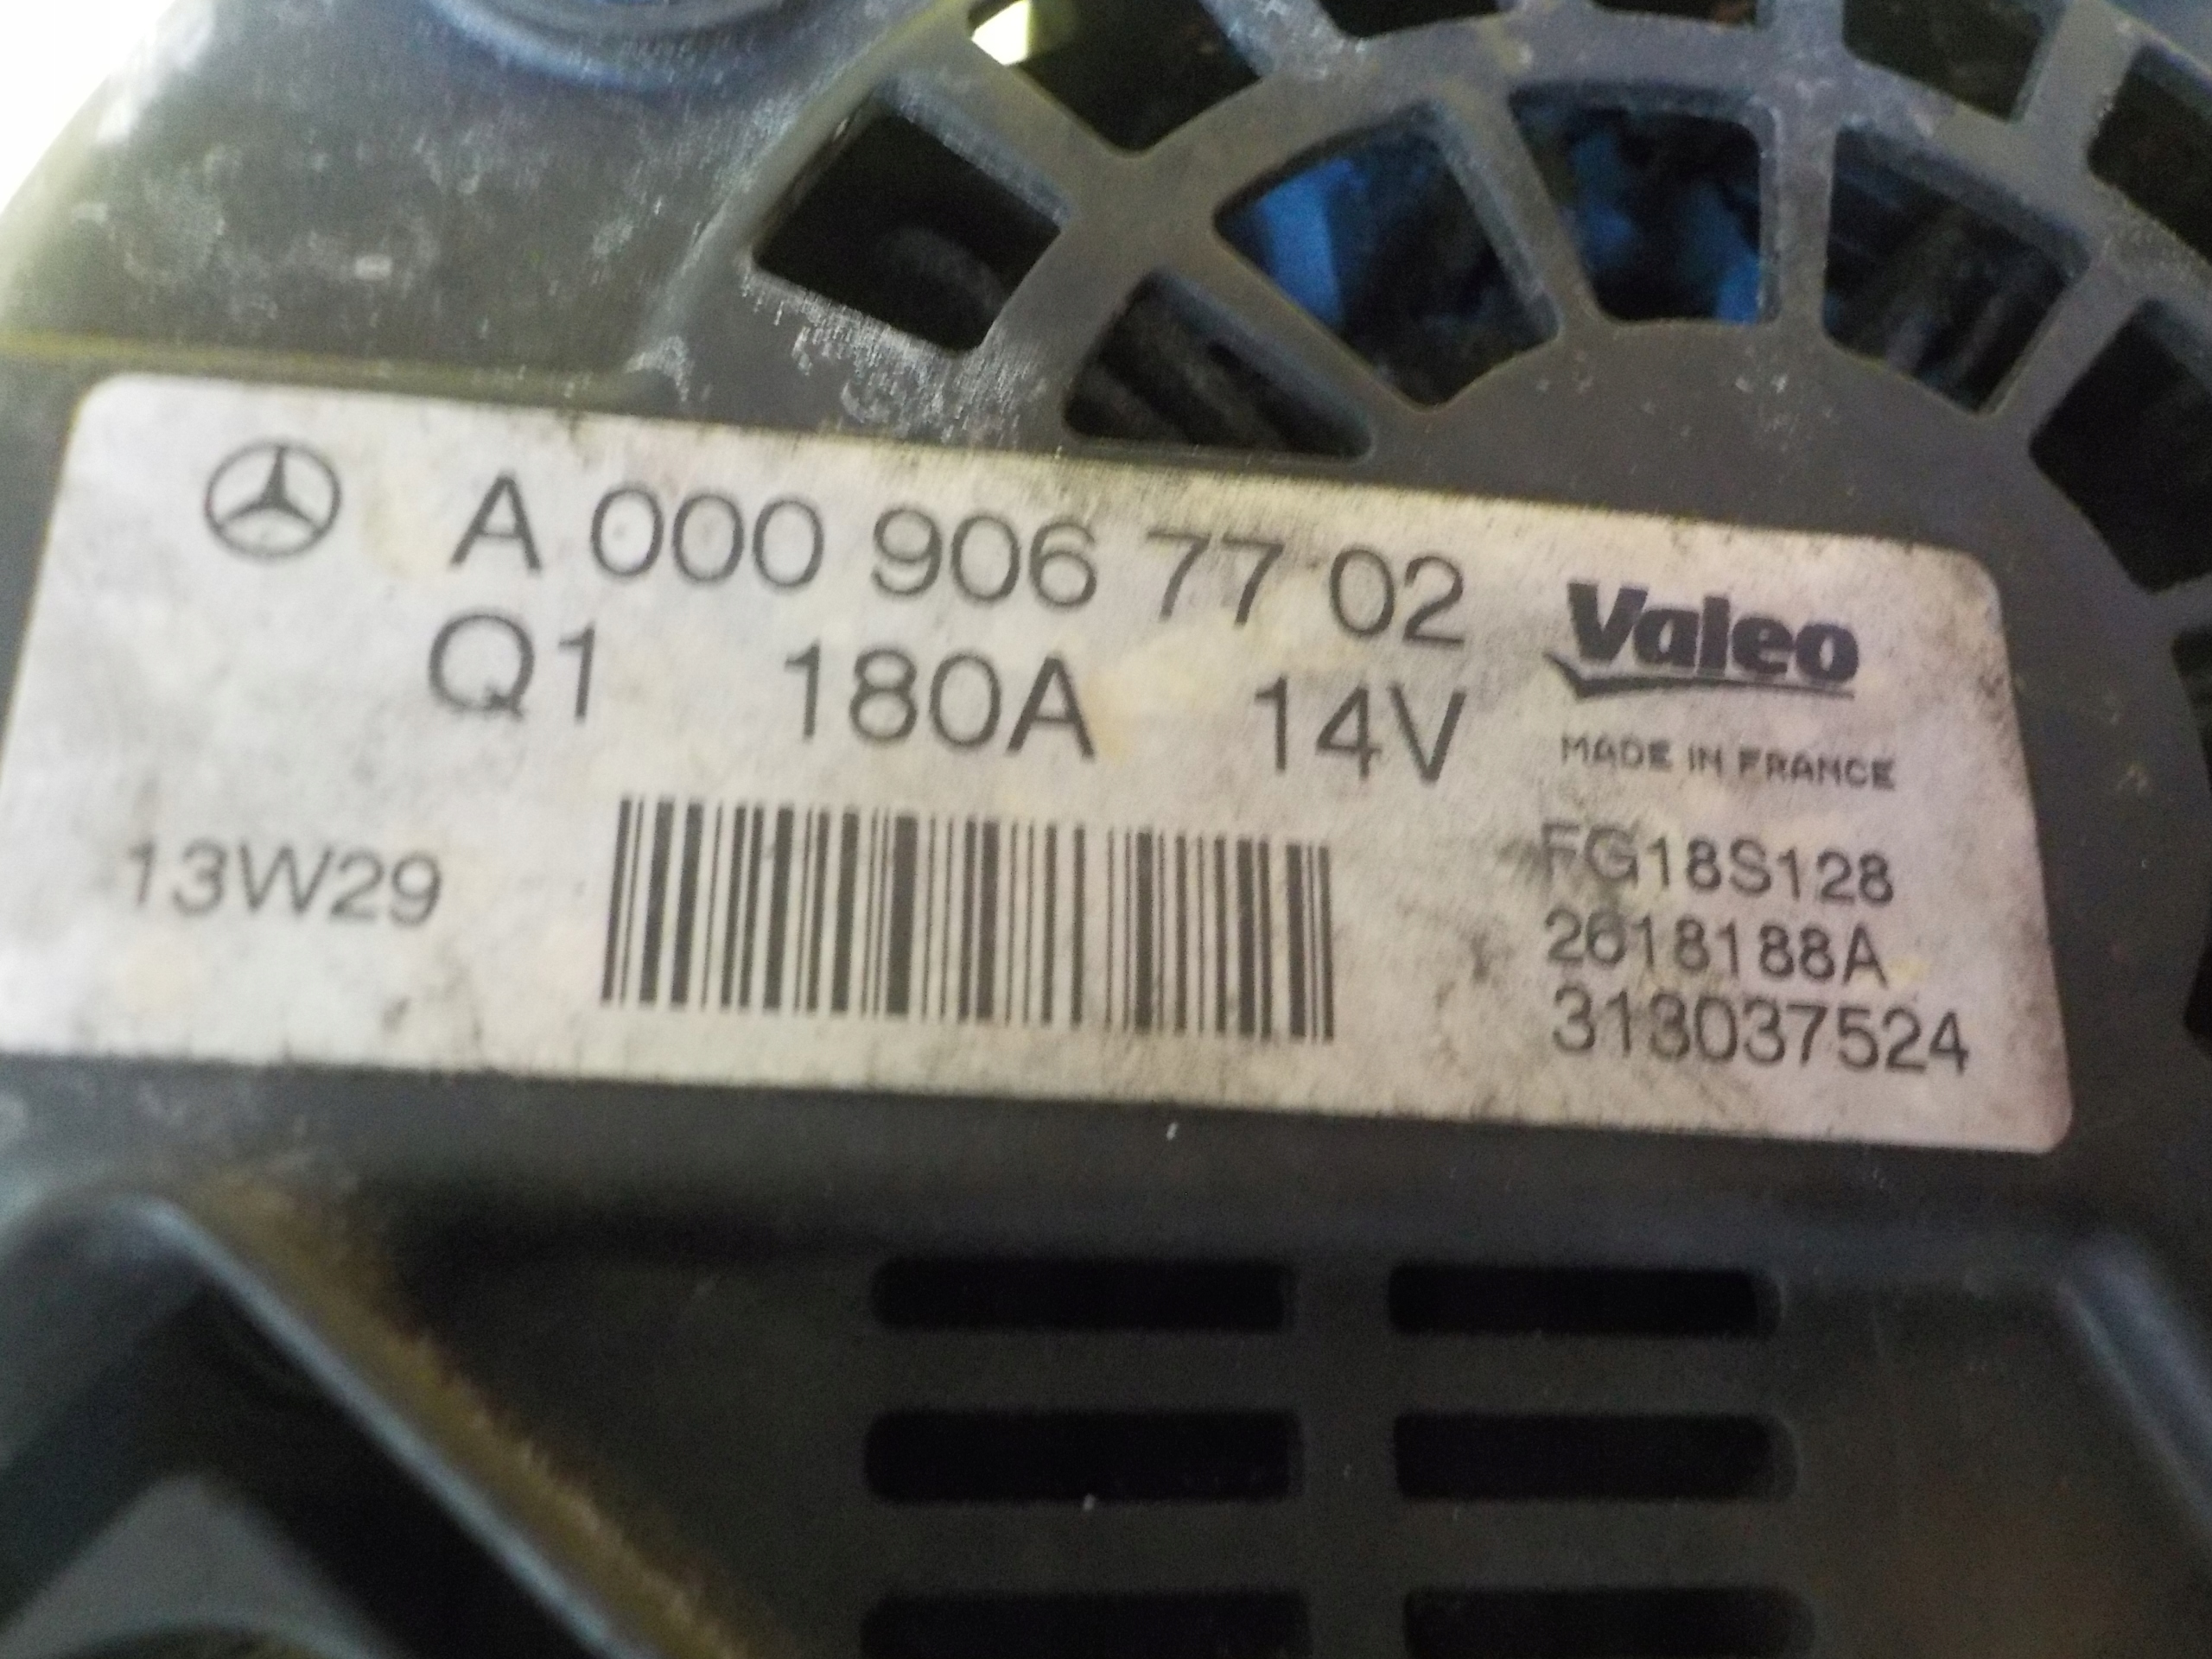 A 000 906 77 02
Q1 180A 14V
Valeo
MADE IN FRANCE
13W29
FG18S128
2618188A
313037524